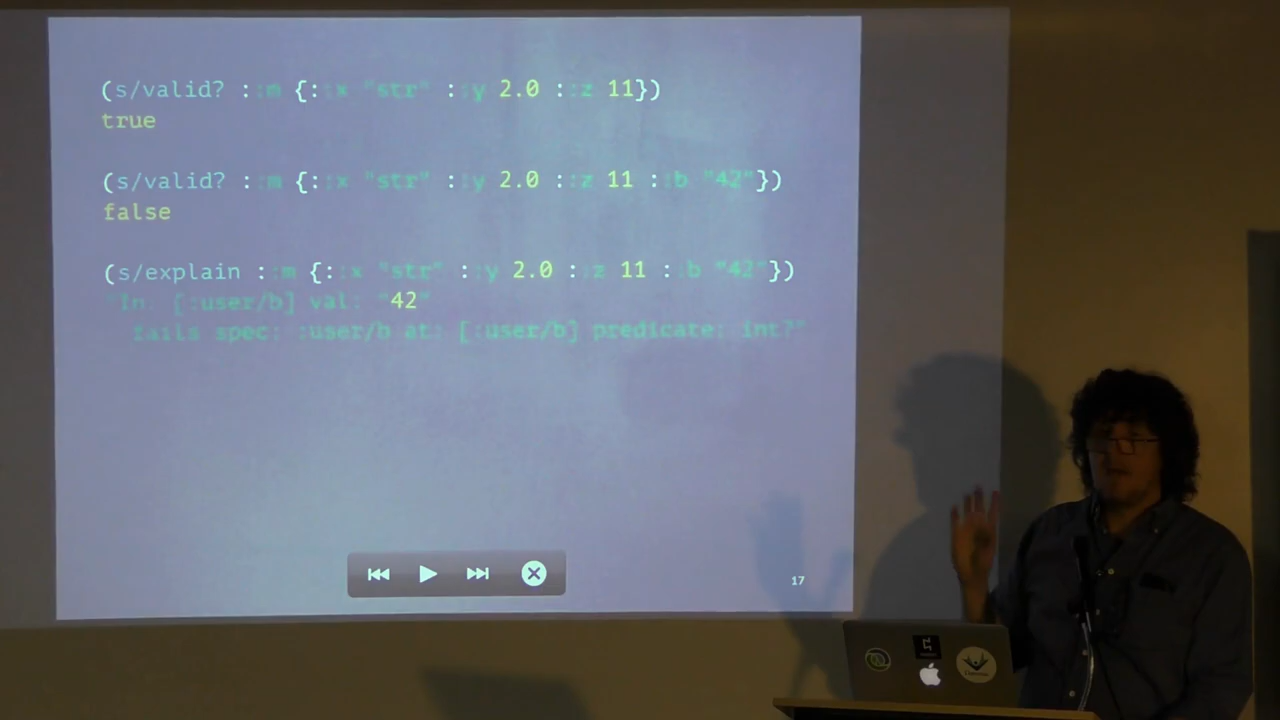 (s/valid? ::m {::x "str" ::y 2.0 ::z 11})
true
(s/valid? ::m {::x "str" ::y 2.0 ::z 11 ::b "42"})
false
(s/explain ::m {::x "str" ::y 2.0 ::z 11 ::b "42"})
"In: [:user/b] val: "42"
fails spec: :user/b at: [:user/b] predicate: int?"
17